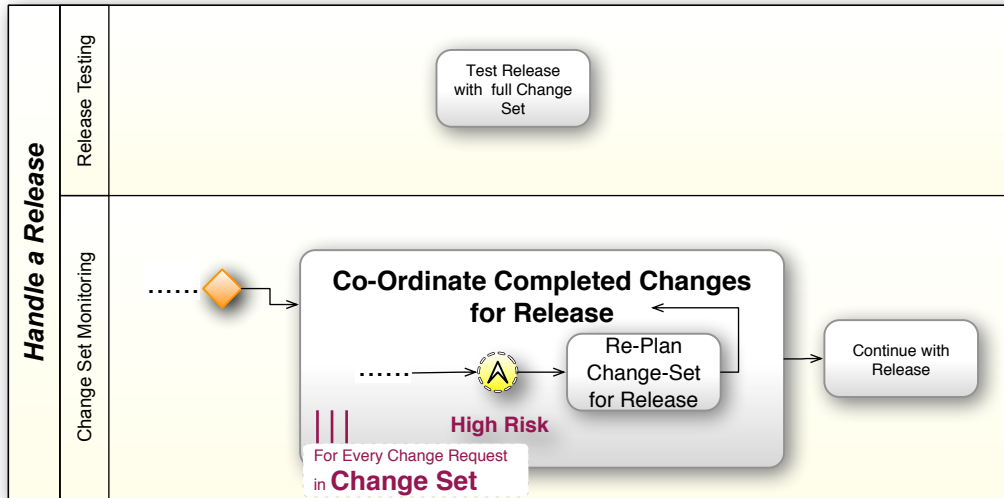 Handle a Release
Release Testing
Test Release
with full Change
Set
Change Set Monitoring
......
Co-Ordinate Completed Changes
for Release
......
Re-Plan
Change-Set
for Release
High Risk
For Every Change Request
in Change Set
Continue with
Release